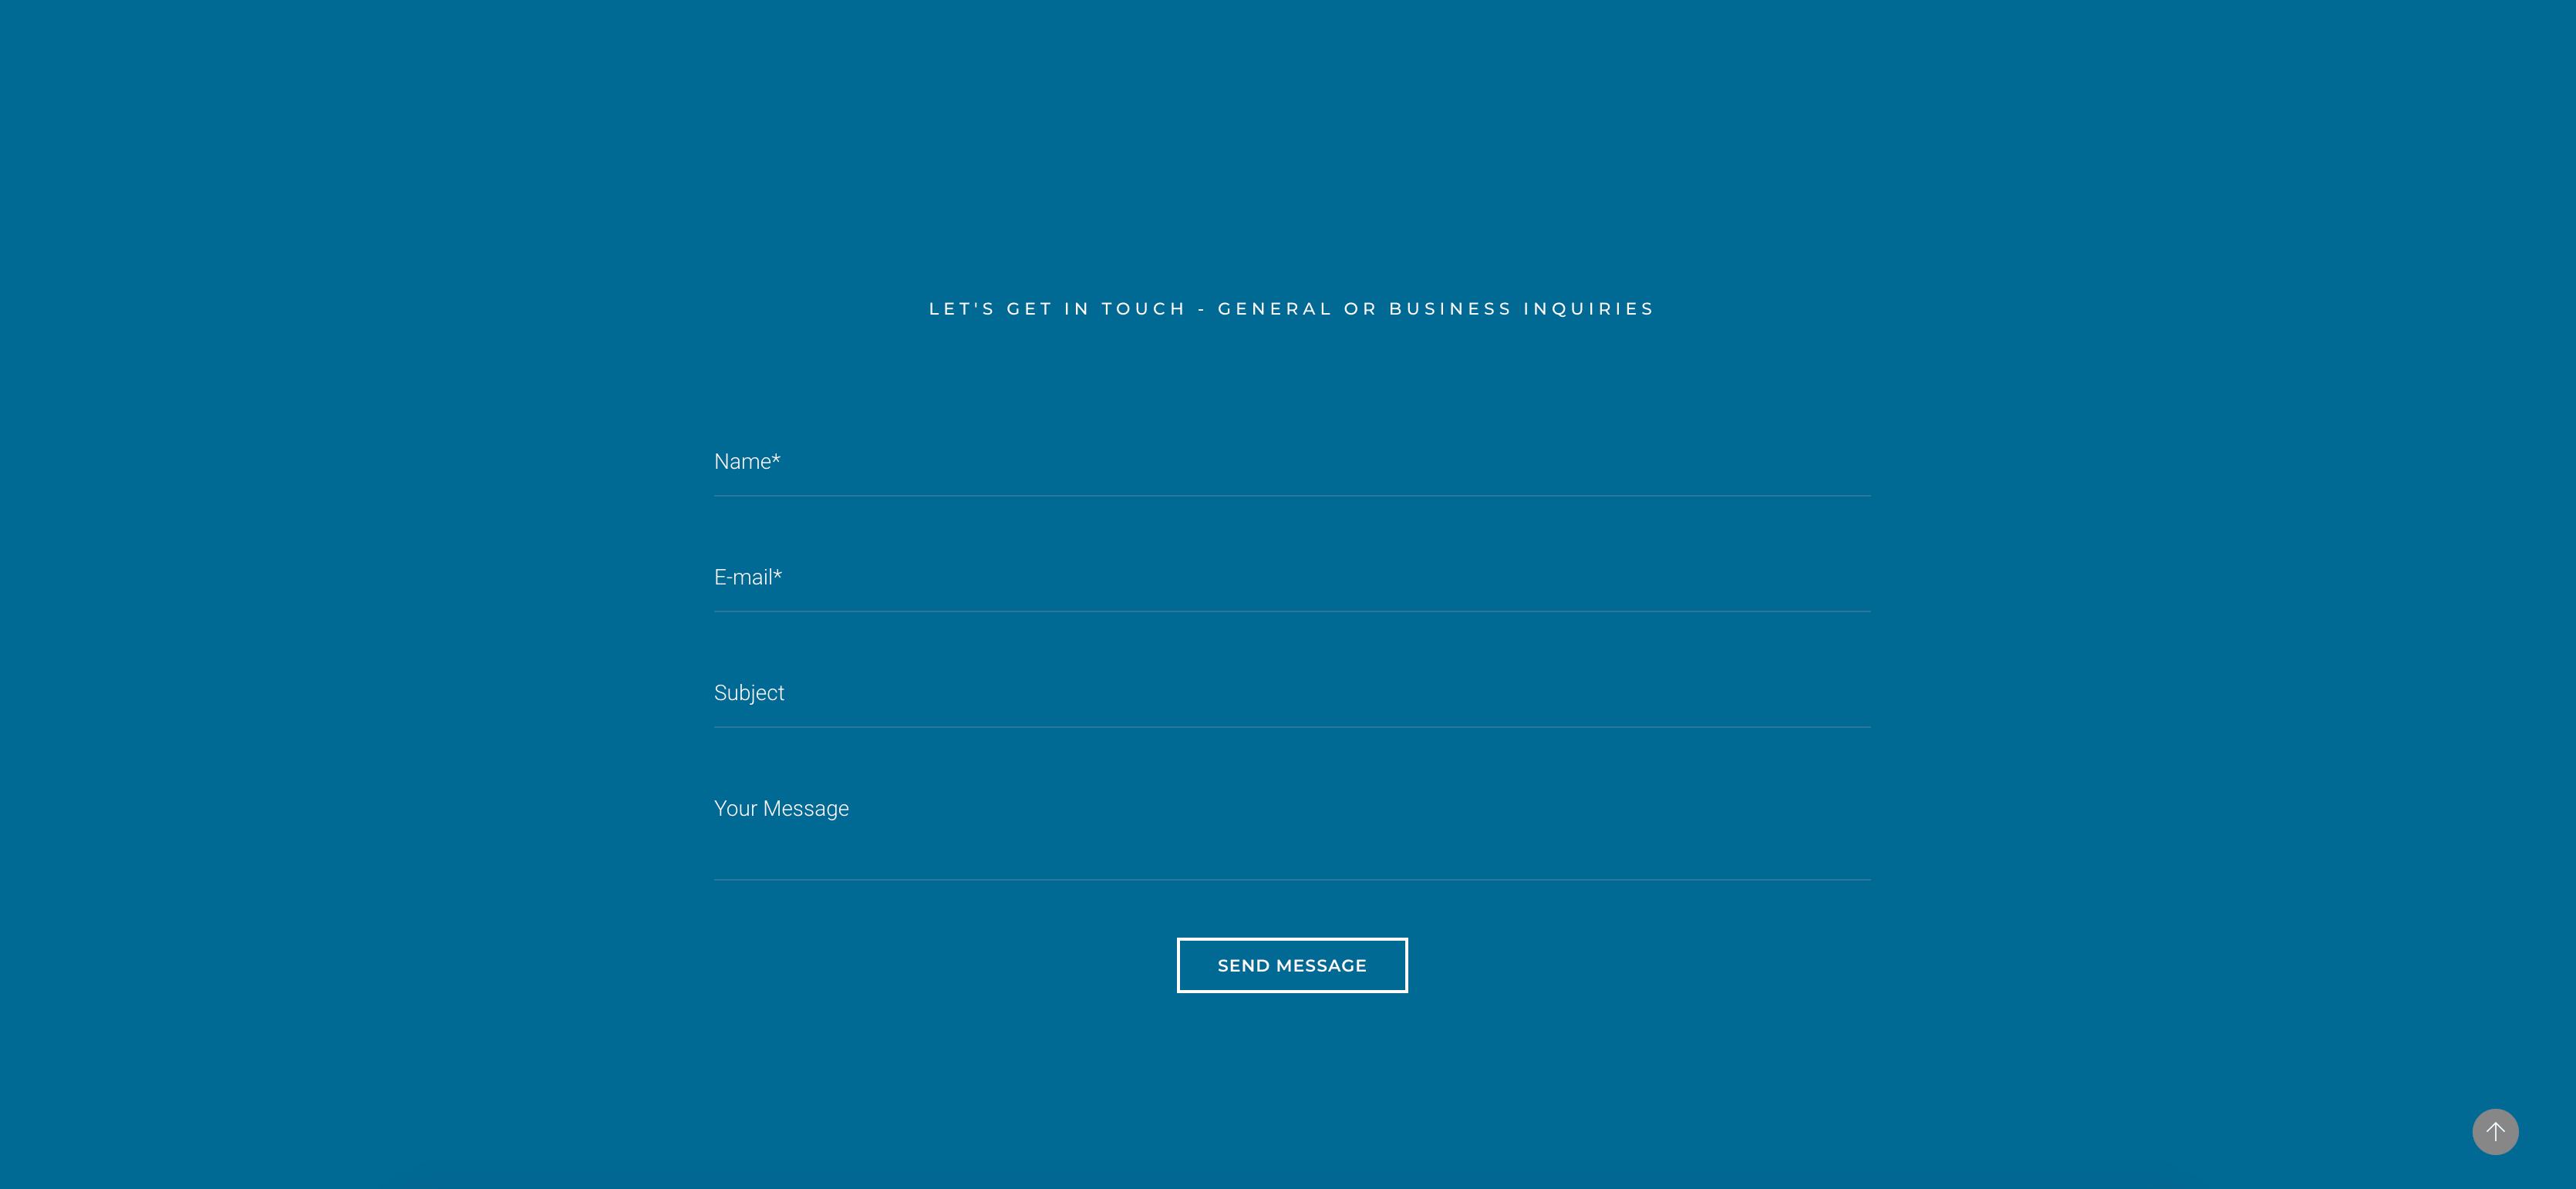 LET'S GET IN TOUCH - GENERAL OR BUSINESS INQUIRIES
Name*
E-mail*
Subject
Your Message
SEND MESSAGE